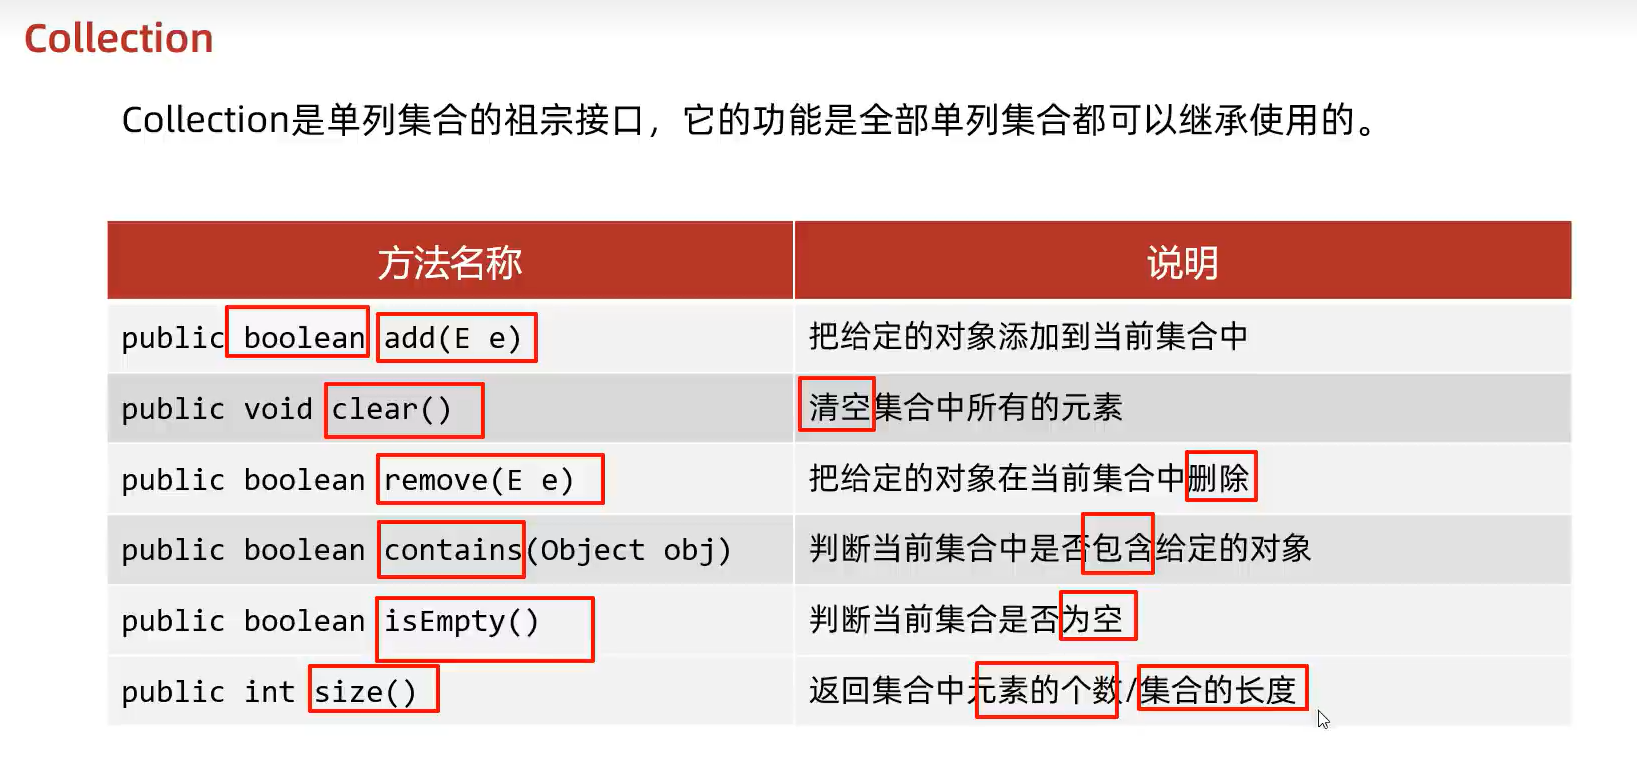 Collection
Collection是单列集合的祖宗接口，它的功能是全部单列集合都可以继承使用的。
方法名称 说明
public boolean add(E e) 把给定的对象添加到当前集合中
public void clear() 清空集合中所有的元素
public boolean remove(E e) 把给定的对象在当前集合中删除
public boolean contains(Object obj) 判断当前集合中是否包含给定的对象
public boolean isEmpty() 判断当前集合是否为空
public int size() 返回集合中元素的个数/集合的长度